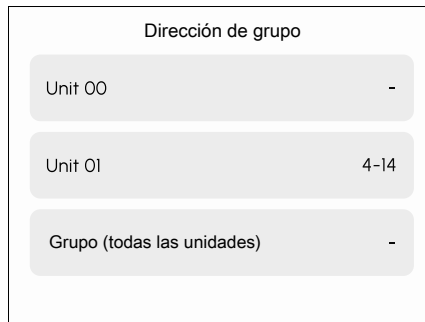 Dirección de grupo
Unit 00 -
Unit 01 4-14
Grupo (todas las unidades) -